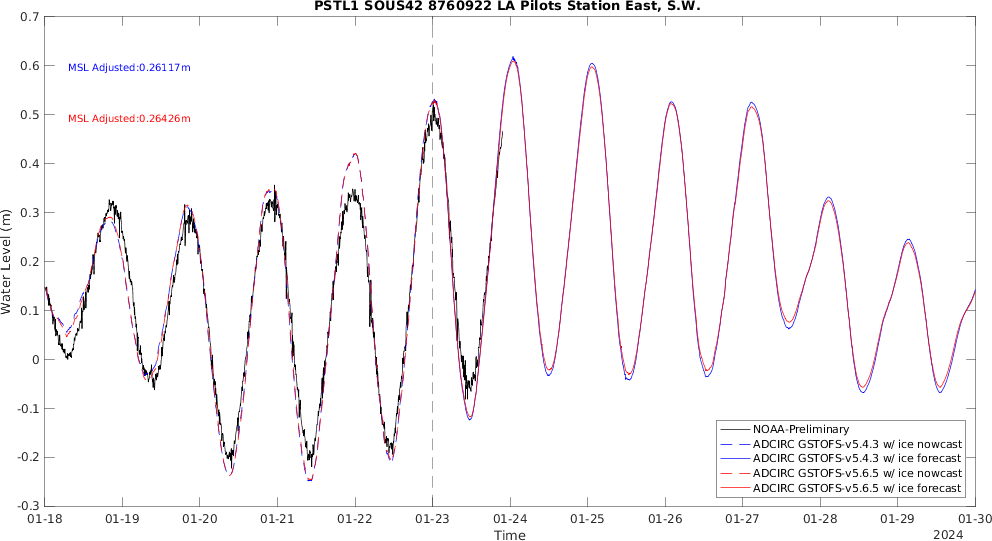 PSTL1 SOUS42 8760922 LA Pilots Station East, S.W.
0.7
0.6
0.5
0.4
0.3
0.2
0.1
0
-0.1
-0.2
-0.3
Water Level (m)
MSL Adjusted:0.26117m
MSL Adjusted:0.26426m
NOAA-Preliminary
ADCIRC GSTOFS-v5.4.3 w/ ice nowcast
ADCIRC GSTOFS-v5.4.3 w/ ice forecast
ADCIRC GSTOFS-v5.6.5 w/ ice nowcast
ADCIRC GSTOFS-v5.6.5 w/ ice forecast
01-18 01-19 01-20 01-21 01-22 01-23 01-24 01-25 01-26 01-27 01-28 01-29 01-30
Time
2024